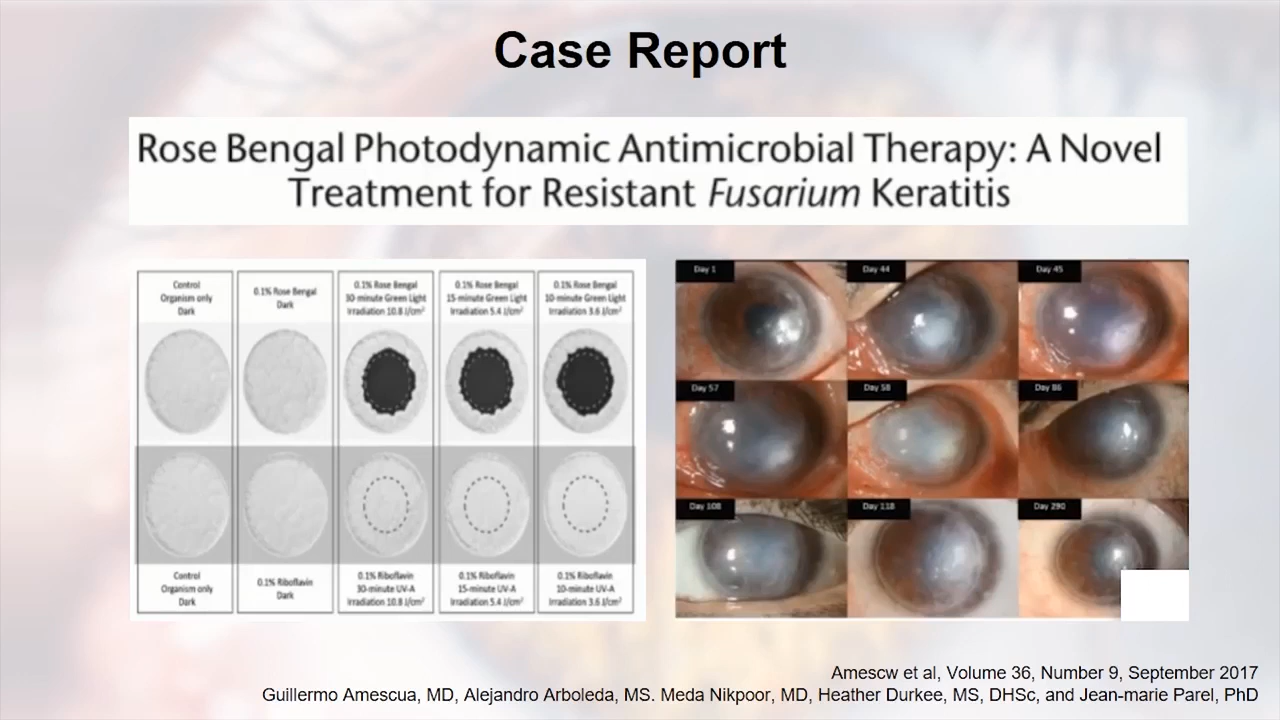 Case Report
Rose Bengal Photodynamic Antimicrobial Therapy: A Novel
Treatment for Resistant Fusarium Keratitis
Control
Organism only
Dark
0.1% Rose Bengal
Dark
0.1% Rose Bengal
30-minute Green Light
Irradiation 10.8 J/cm²
0.1% Rose Bengal
15-minute Green Light
Irradiation 5.4 J/cm²
0.1% Rose Bengal
10-minute Green Light
Irradiation 3.6 J/cm²
Control
Organism only
Dark
0.1% Riboflavin
Dark
0.1% Riboflavin
30-minute UV-A
Irradiation 10.8 J/cm²
0.1% Riboflavin
15-minute UV-A
Irradiation 5.4 J/cm²
0.1% Riboflavin
10-minute UV-A
Irradiation 3.6 J/cm²
Day 1
Day 44
Day 45
Day 57
Day 58
Day 86
Day 108
Day 118
Day 290
Amescw et al, Volume 36, Number 9, September 2017
Guillermo Amescua, MD, Alejandro Arboleda, MS. Meda Nikpoor, MD, Heather Durkee, MS, DHSc, and Jean-marie Parel, PhD